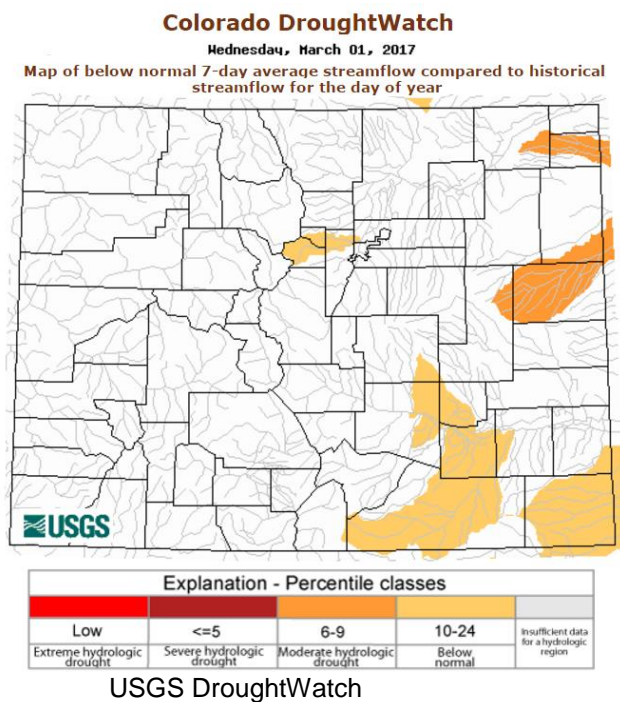 Colorado DroughtWatch
Wednesday, March 01, 2017
Map of below normal 7-day average streamflow compared to historical
streamflow for the day of year
USGS
Explanation - Percentile classes
Low <=5 6-9 10-24 Insufficient data
for a hydrologic
region
Extreme hydrologic
drought Severe hydrologic
drought Moderate hydrologic
drought Below
normal
USGS DroughtWatch